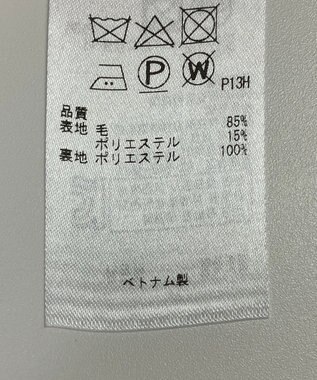 P W P13H
品質
表地 毛 85%
ポリエステル 15%
裏地 ポリエステル 100%
ベトナム製